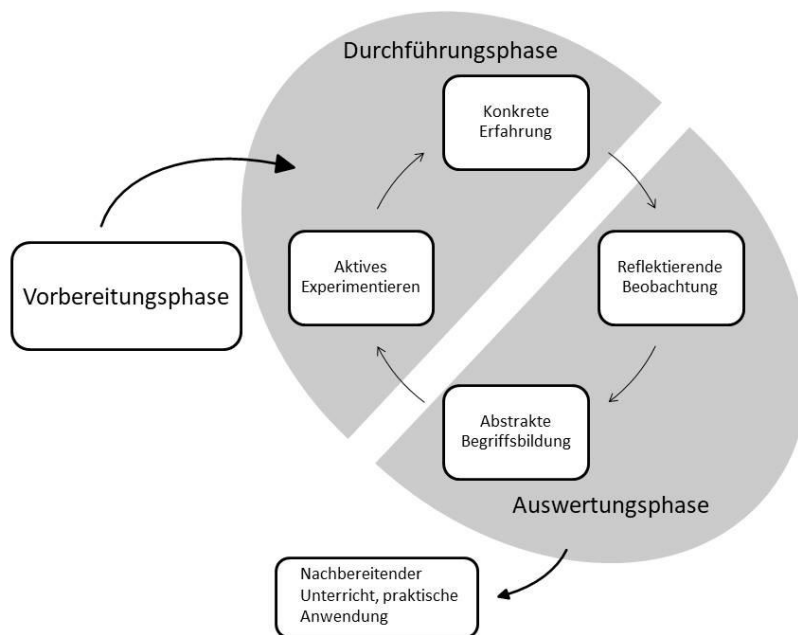 Durchführungsphase
Konkrete
Erfahrung
Aktives
Experimentieren
Reflektierende
Beobachtung
Vorbereitungsphase
Abstrakte
Begriffsbildung
Auswertungsphase
Nachbereitender
Unterricht, praktische
Anwendung